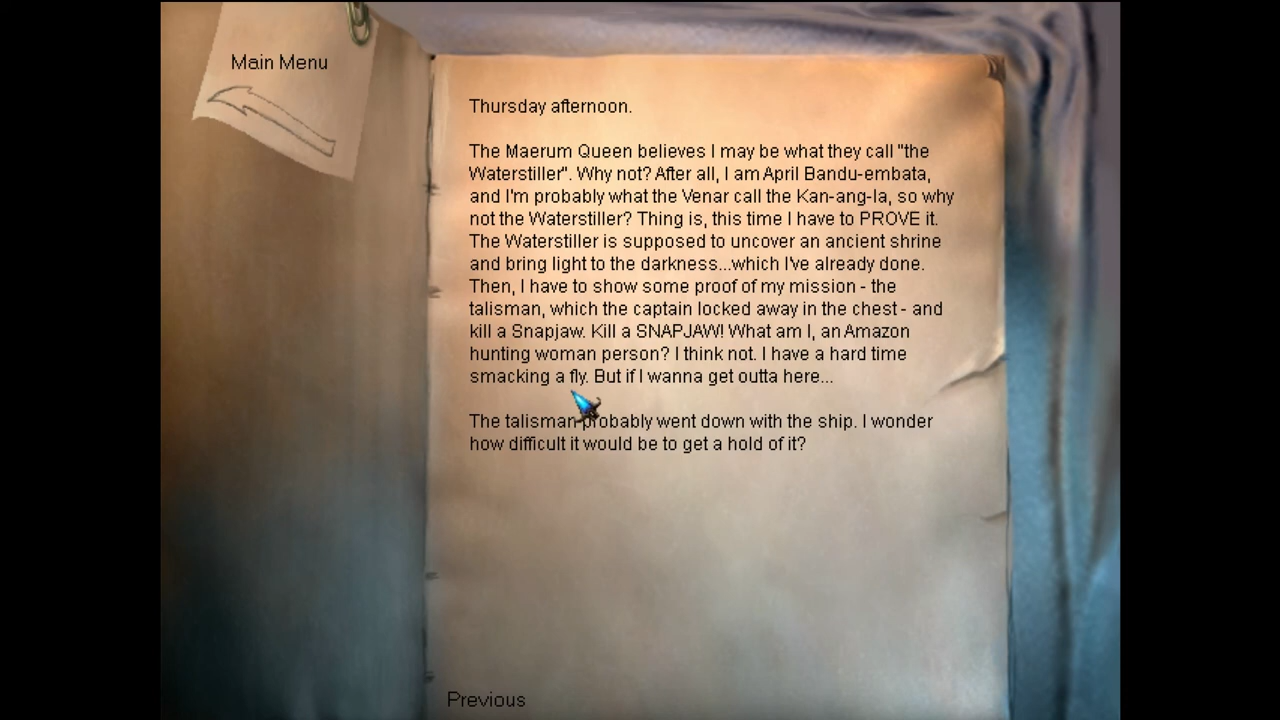 Main Menu
Thursday afternoon.
The Maerum Queen believes I may be what they call "the
Waterstiller". Why not? After all, I am April Bandu-embata,
and I'm probably what the Venar call the Kan-ang-la, so why
not the Waterstiller? Thing is, this time I have to PROVE it.
The Waterstiller is supposed to uncover an ancient shrine
and bring light to the darkness...which I've already done.
Then, I have to show some proof of my mission - the
talisman, which the captain locked away in the chest - and
kill a Snapjaw. Kill a SNAPJAW! What am I, an Amazon
hunting woman person? I think not. I have a hard time
smacking a fly. But if I wanna get outta here...
The talisman probably went down with the ship. I wonder
how difficult it would be to get a hold of it?
Previous